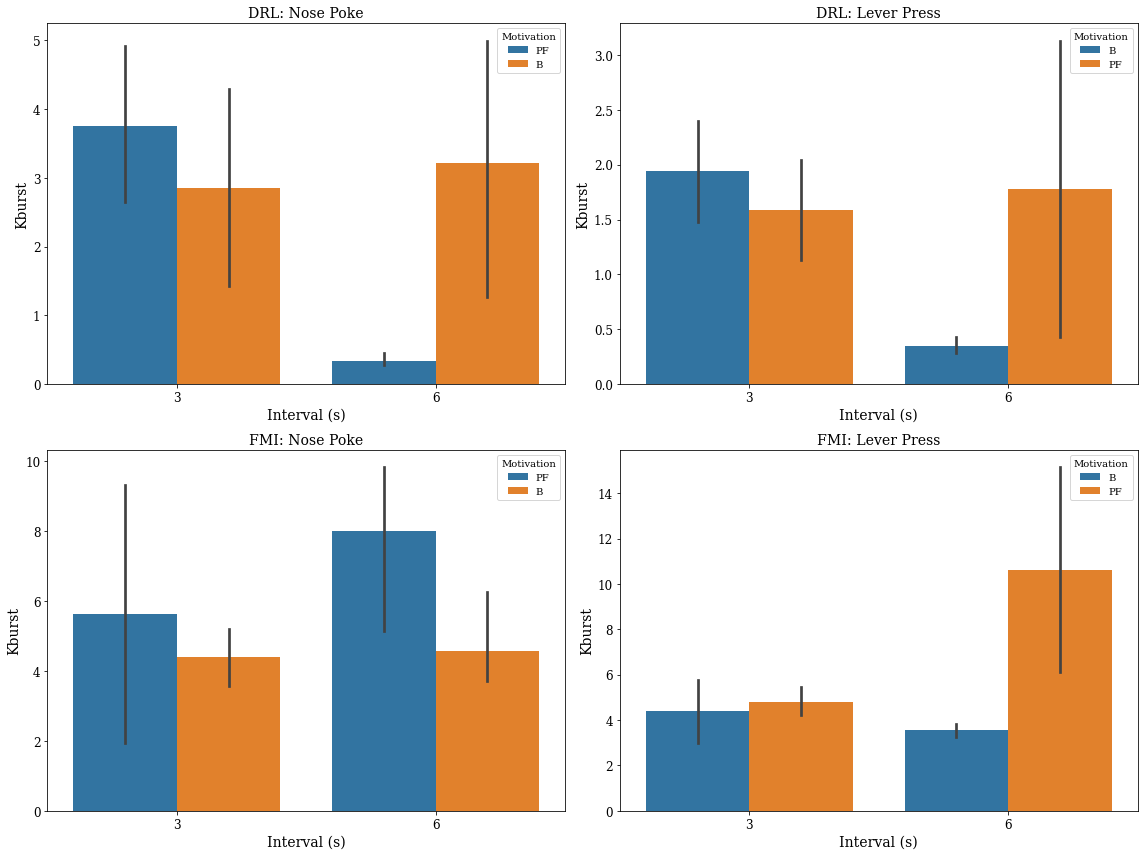 DRL: Nose Poke
Kburst
5
4
3
2
1
0
Motivation
PF
B
3
6
Interval (s)
DRL: Lever Press
Kburst
3.0
2.5
2.0
1.5
1.0
0.5
0.0
Motivation
B
PF
3
6
Interval (s)
FMI: Nose Poke
Kburst
10
8
6
4
2
0
Motivation
PF
B
3
6
Interval (s)
FMI: Lever Press
Kburst
14
12
10
8
6
4
2
0
Motivation
B
PF
3
6
Interval (s)